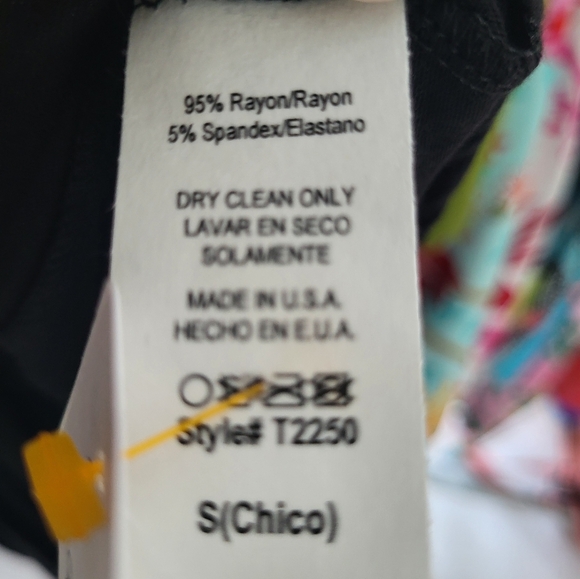 95% Rayon/Rayon
5% Spandex/Elastano
DRY CLEAN ONLY
LAVAR EN SECO
SOLAMENTE
MADE IN U.S.A.
HECHO EN E.U.A.
Style# T2250
S(Chico)